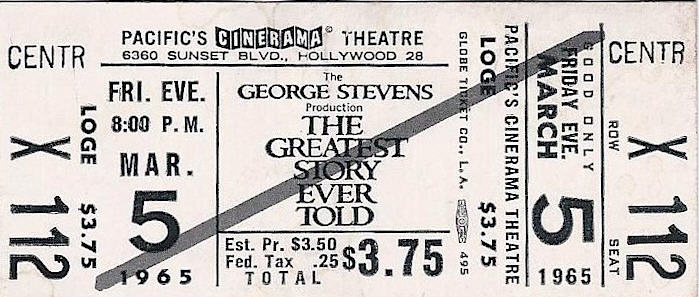 CENTR
X
112
LOGE $3.75
PACIFIC'S CINERAMA® THEATRE
6360 SUNSET BLVD., HOLLYWOOD 28
FRI. EVE.
8:00 P. M.
MAR.
5
1965
The
GEORGE STEVENS
Production
THE
GREATEST
STORY
EVER
TOLD
Est. Pr. $3.50
Fed. Tax .25
TOTAL
$3.75
GLOBE TICKET CO., L.A. 495
LOGE $3.75
PACIFIC'S CINERAMA THEATRE
GOOD ONLY
FRIDAY EVE.
MARCH
5
1965
CENTR
ROW X
SEAT 112